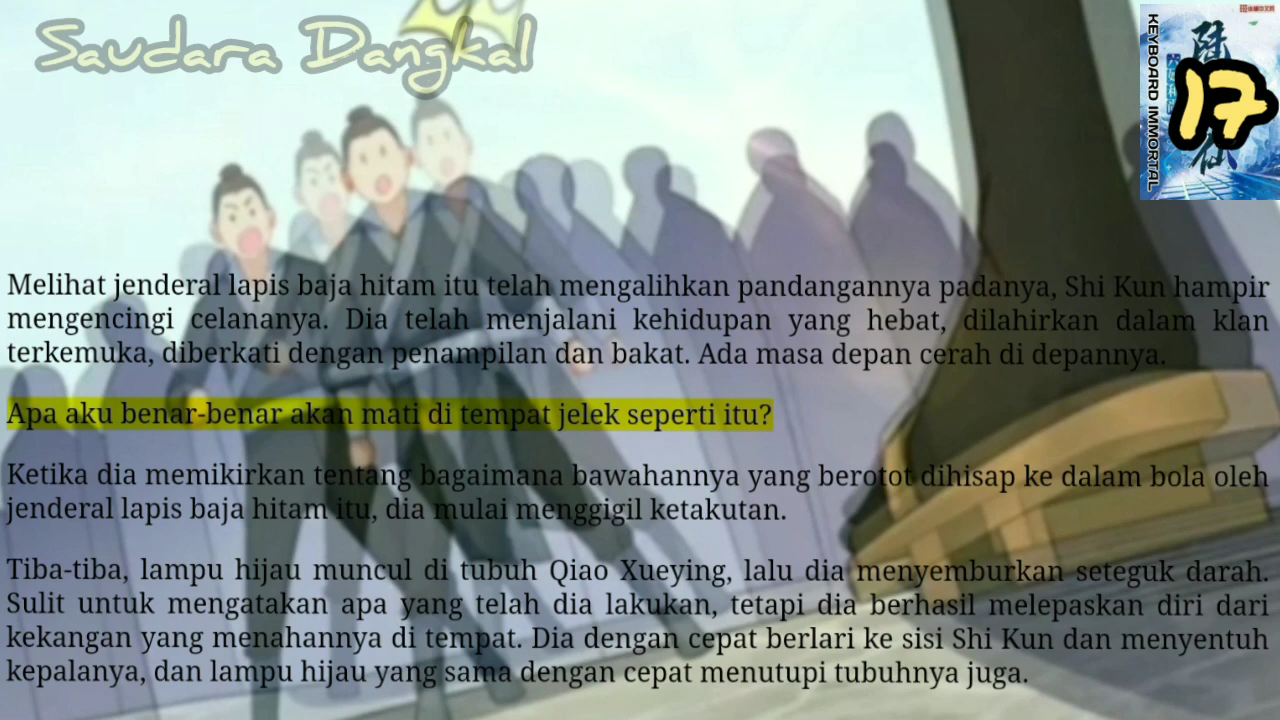 Saudara Dangkal
KEYBOARD IMMORTAL
17
仙
Melihat jenderal lapis baja hitam itu telah mengalihkan pandangannya padanya, Shi Kun hampir
mengencingi celananya. Dia telah menjalani kehidupan yang hebat, dilahirkan dalam klan
terkemuka, diberkati dengan penampilan dan bakat. Ada masa depan cerah di depannya.
Apa aku benar-benar akan mati di tempat jelek seperti itu?
Ketika dia memikirkan tentang bagaimana bawahannya yang berotot dihisap ke dalam bola oleh
jenderal lapis baja hitam itu, dia mulai menggigil ketakutan.
Tiba-tiba, lampu hijau muncul di tubuh Qiao Xueying, lalu dia menyemburkan seteguk darah.
Sulit untuk mengatakan apa yang telah dia lakukan, tetapi dia berhasil melepaskan diri dari
kekangan yang menahannya di tempat. Dia dengan cepat berlari ke sisi Shi Kun dan menyentuh
kepalanya, dan lampu hijau yang sama dengan cepat menutupi tubuhnya juga.